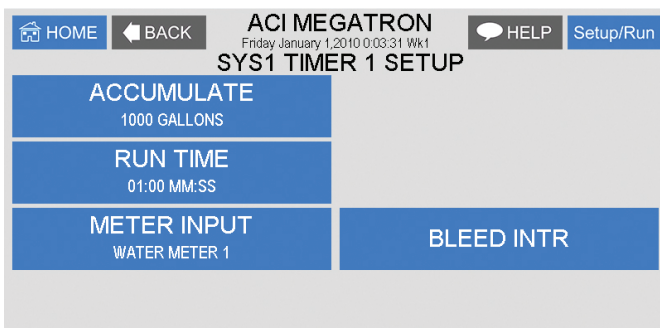 HOME
BACK
ACI MEGATRON
HELP
Setup/Run
Friday January 1,2010 0:03:31 Wk1
SYS1 TIMER 1 SETUP
ACCUMULATE
1000 GALLONS
RUN TIME
01:00 MM:SS
METER INPUT
WATER METER 1
BLEED INTR